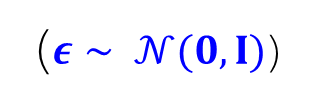 (𝝐 ~ 𝒩(𝟎, 𝐈))